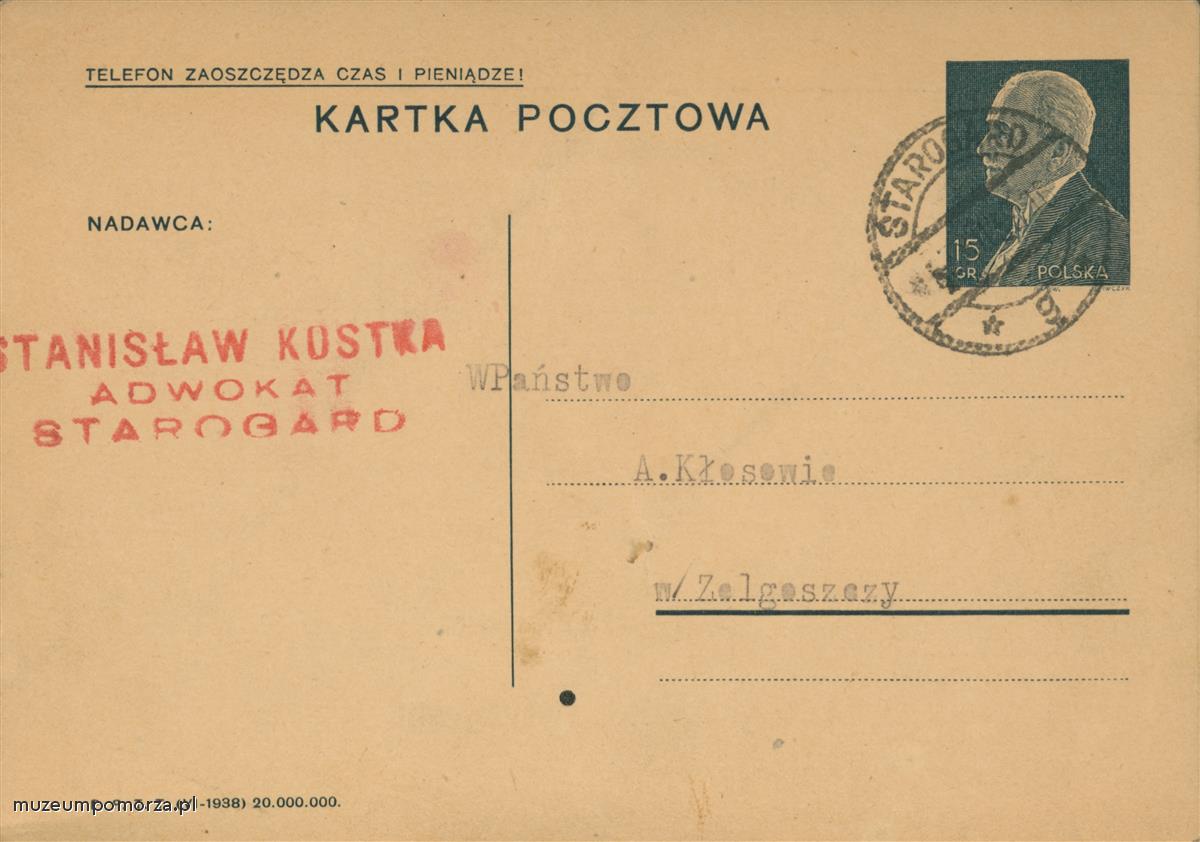 TELEFON ZAOSZCZĘDZA CZAS I PIENIĄDZE!
KARTKA POCZTOWA
NADAWCA:
STAROGARD
15
GR.
POLSKA
STANISŁAW KOSTKA
ADWOKAT
STAROGARD
WPaństwo
A.Kłosowie
w/Zelgoszczy
(VI-1938) 20.000.000.
muzeumpomorza.pl